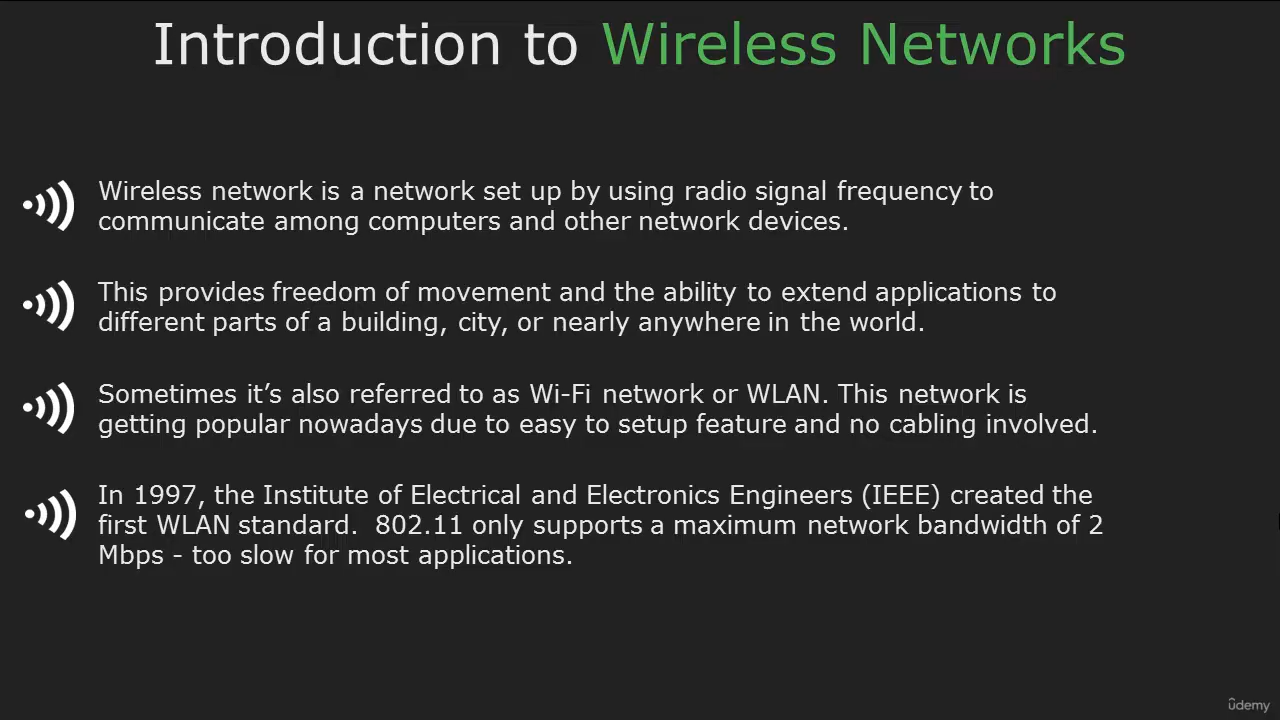 Introduction to Wireless Networks
Wireless network is a network set up by using radio signal frequency to
communicate among computers and other network devices.
This provides freedom of movement and the ability to extend applications to
different parts of a building, city, or nearly anywhere in the world.
Sometimes it’s also referred to as Wi-Fi network or WLAN. This network is
getting popular nowadays due to easy to setup feature and no cabling involved.
In 1997, the Institute of Electrical and Electronics Engineers (IEEE) created the
first WLAN standard.  802.11 only supports a maximum network bandwidth of 2
Mbps - too slow for most applications.
ûdemy